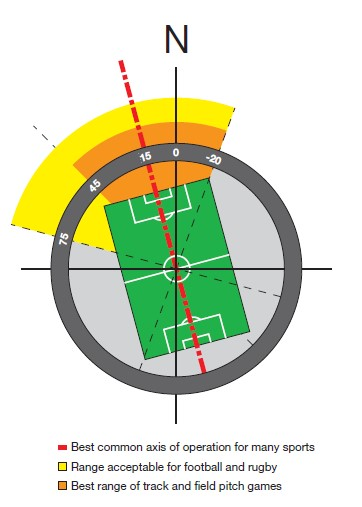 N
15 0 -20
45
75
Best common axis of operation for many sports
Range acceptable for football and rugby
Best range of track and field pitch games